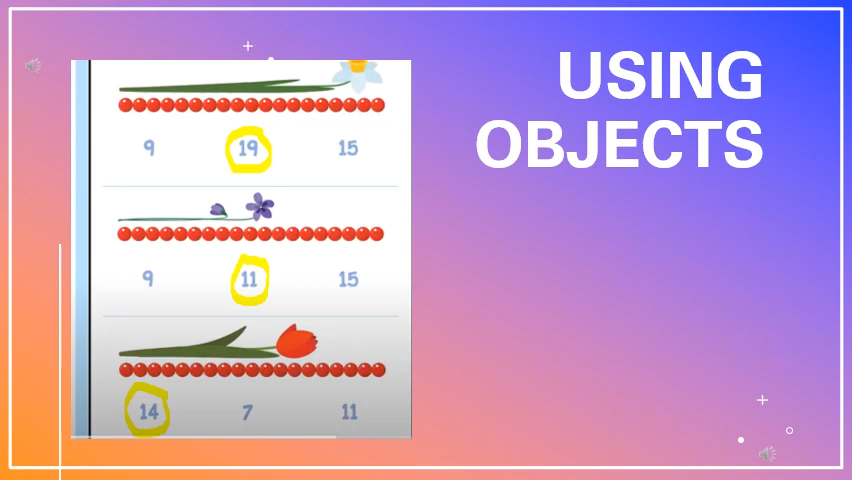 USING
OBJECTS
9 19 15
9 11 15
14 7 11